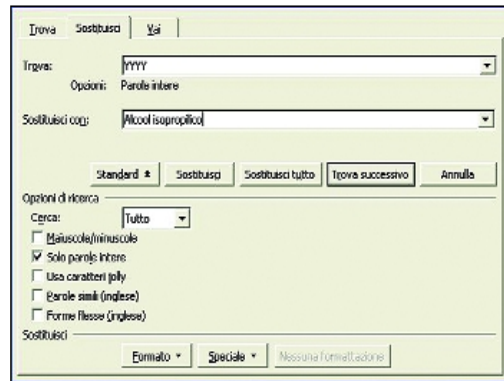 Trova Sostituisci Vai
Trova: YYYY
Opzioni: Parole intere
Sostituisci con: Alcool isopropilico
Standard Sostituisci Sostituisci tutto Trova successivo Annulla
Opzioni di ricerca
Cerca: Tutto
Maiuscole/minuscole
Solo parole intere
Usa caratteri jolly
Parole simili (inglese)
Forme flesse (inglese)
Sostituisci
Formato Speciale Nessuna formattazione